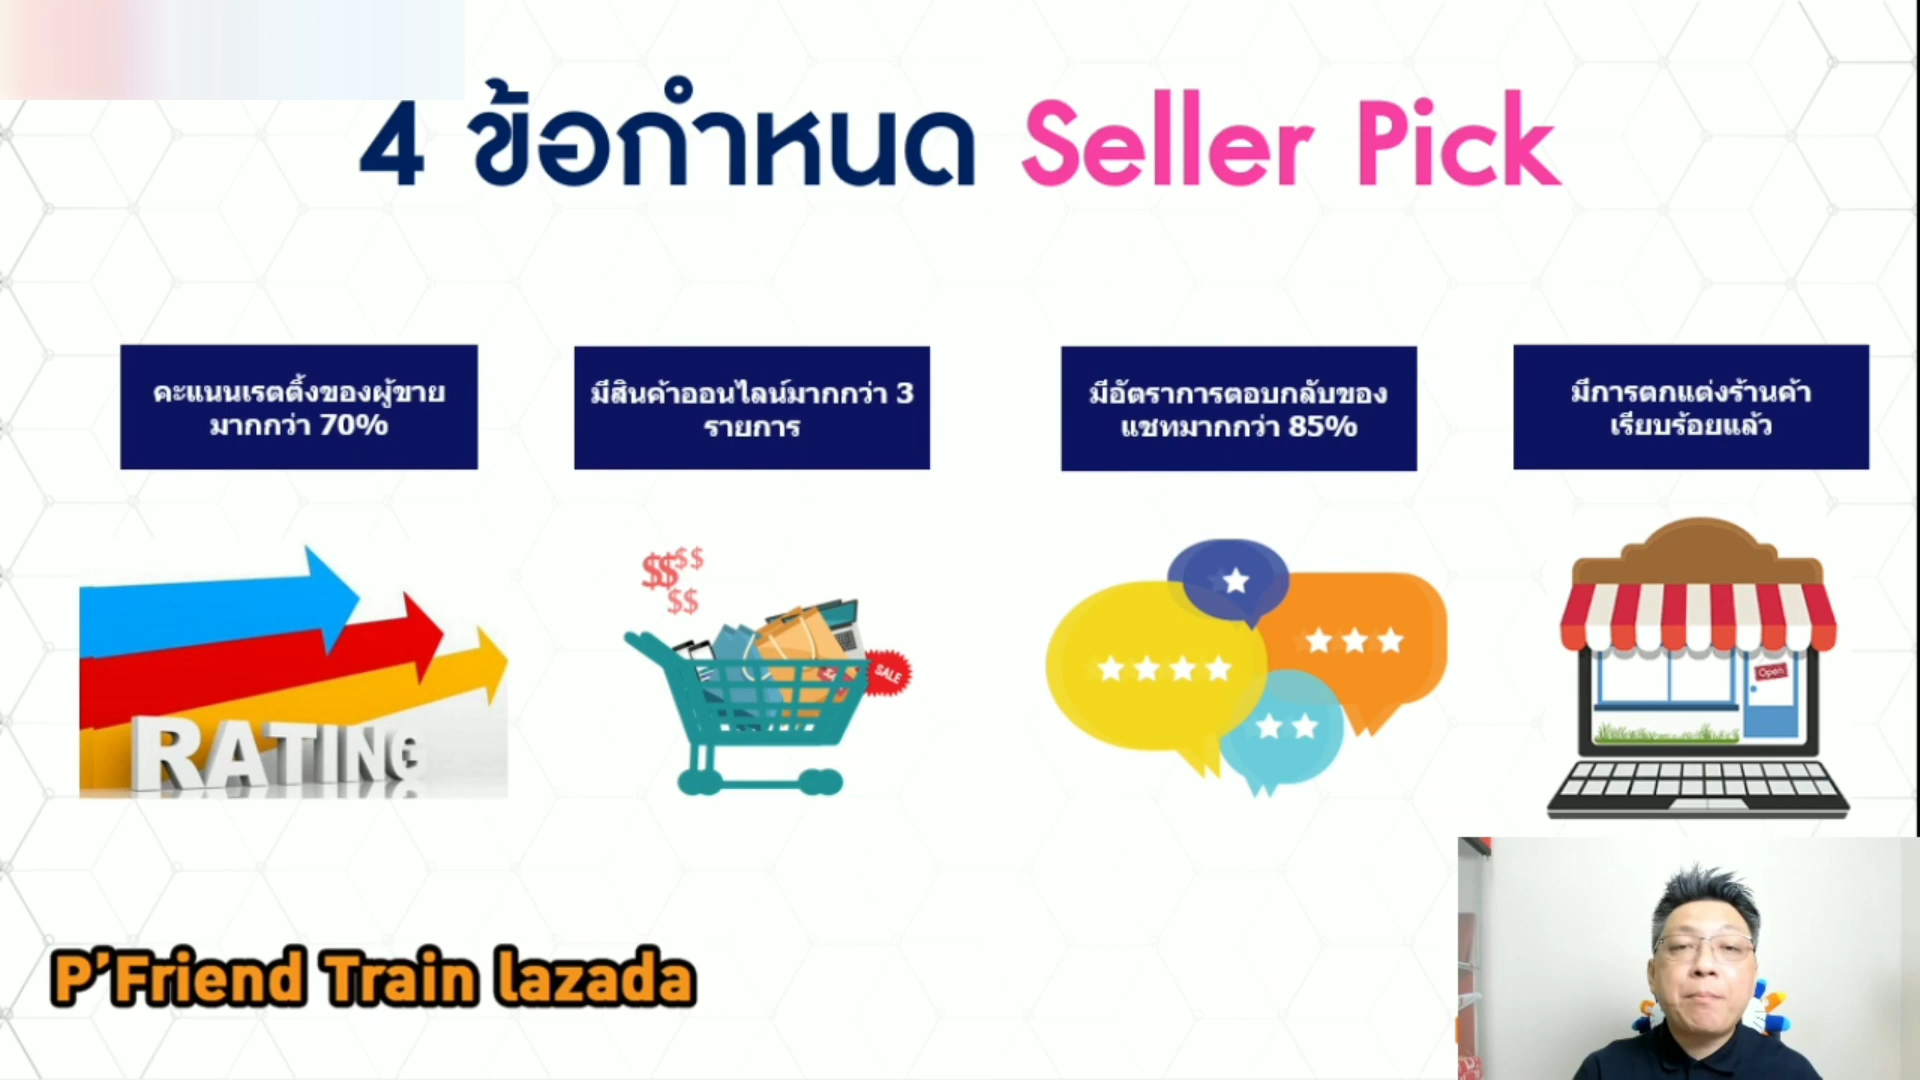 4 ข้อกำหนด Seller Pick
คะแนนเรตติ้งของผู้ขาย
มากกว่า 70%
มีสินค้าออนไลน์มากกว่า 3
รายการ
มีอัตราการตอบกลับของ
แชทมากกว่า 85%
มีการตกแต่งร้านค้า
เรียบร้อยแล้ว
RATING
$$ $$
$$
SALE
Open
P'Friend Train lazada